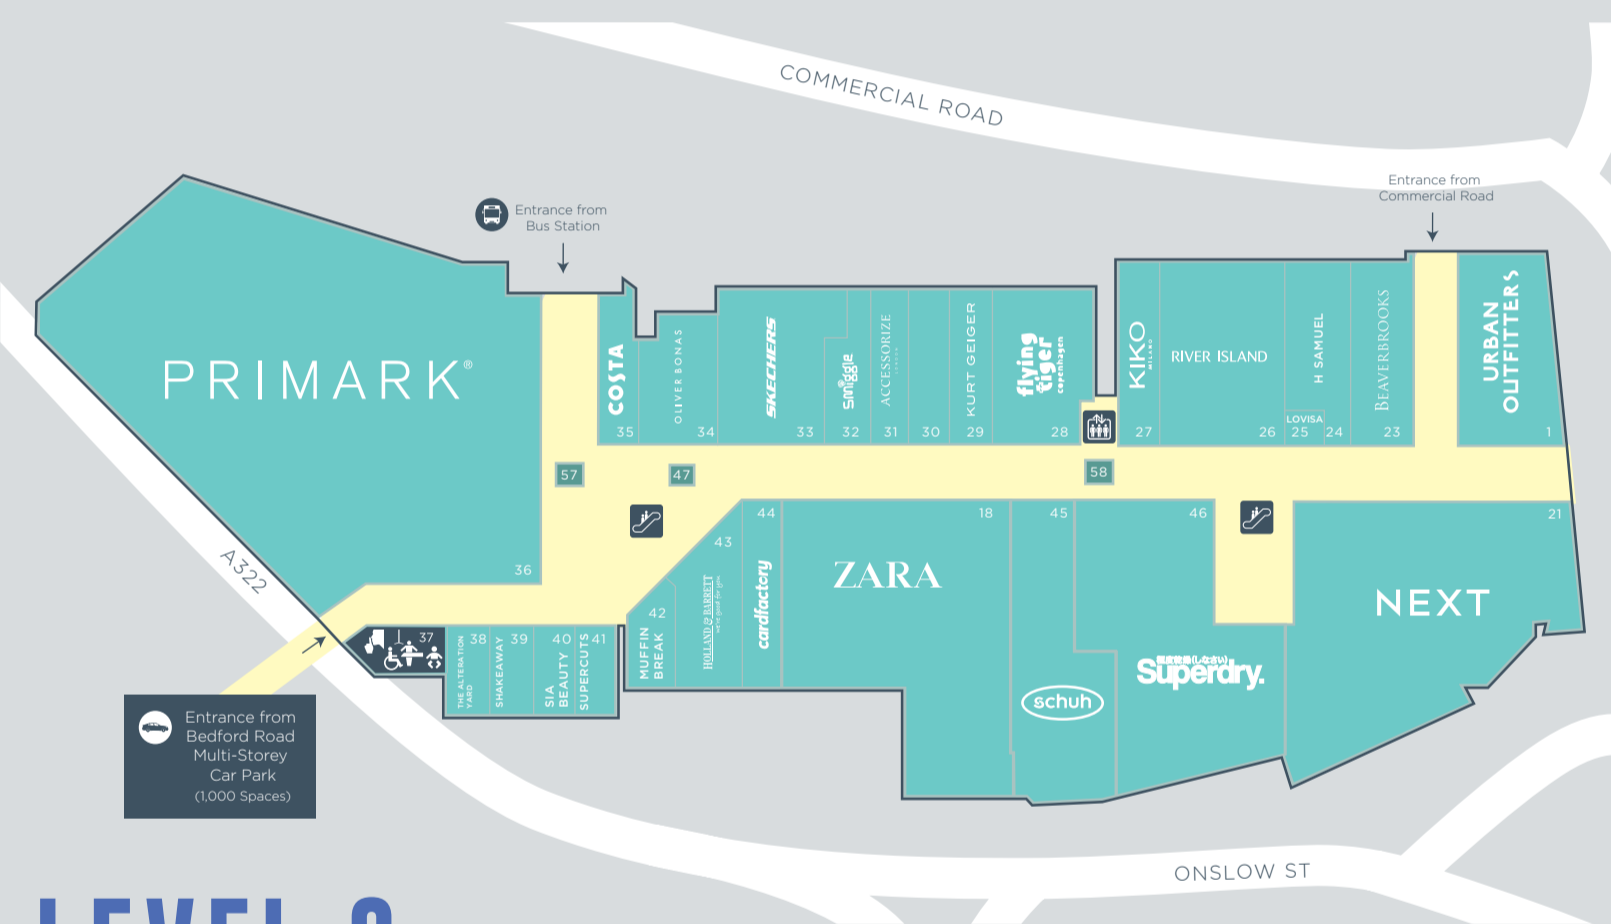 COMMERCIAL ROAD
Entrance from
Commercial Road
Entrance from
Bus Station
PRIMARK®
36
COSTA
35
OLIVER BONAS
34
SKECHERS
33
smiggle
32
ACCESSORIZE
31
30
KURT GEIGER
29
flying
tiger
copenhagen
28
KIKO
MILANO
27
RIVER ISLAND
26
LOVISA
25
H SAMUEL
24
BEAVERBROOKS
23
URBAN
OUTFITTERS
1
57
47
58
A322
37
THE ALTERATION
YARD
38
SHAKEAWAY
39
SIA
BEAUTY
40
SUPERCUTS
41
MUFFIN
BREAK
42
HOLLAND & BARRETT
43
cardfactory
44
ZARA
18
schuh
45
Superdry.
46
NEXT
21
Entrance from
Bedford Road
Multi-Storey
Car Park
(1,000 Spaces)
ONSLOW ST